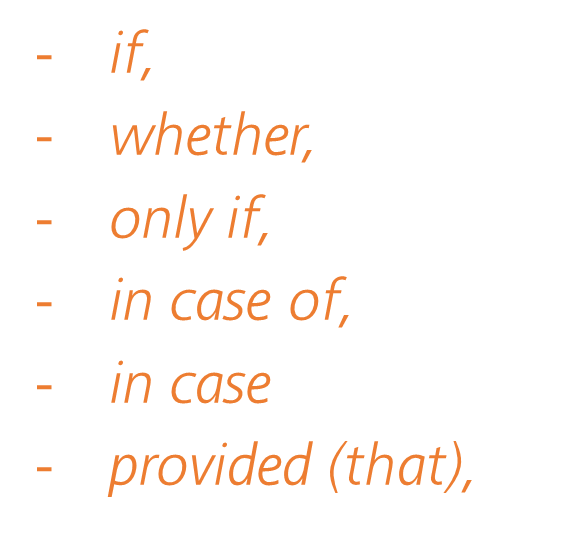 - if,
- whether,
- only if,
- in case of,
- in case
- provided (that),